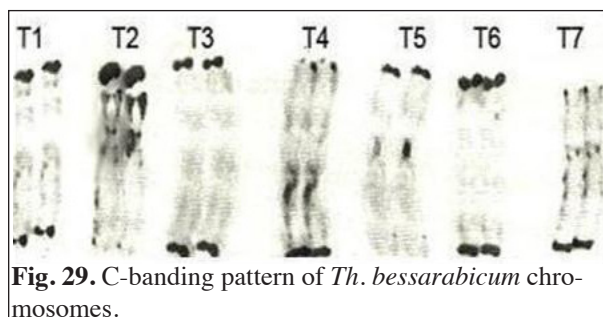 T1 T2 T3 T4 T5 T6 T7
Fig. 29. C-banding pattern of Th. bessarabicum chro-
mosomes.